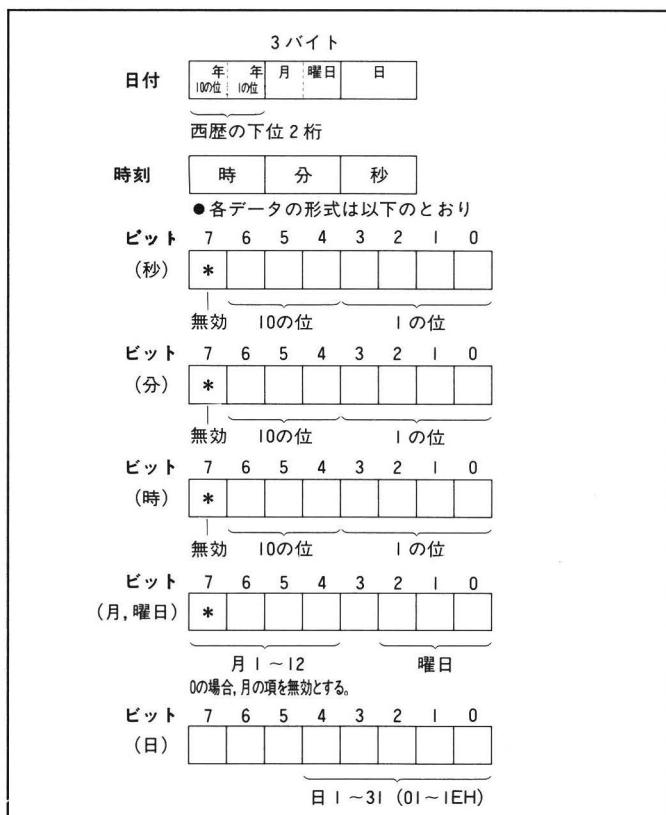 3バイト
日付 年 年 月 曜日 日
10の位 1の位
西歴の下位2桁
時刻 時 分 秒
●各データの形式は以下のとおり
ビット 7 6 5 4 3 2 1 0
(秒) *
無効 10の位 1の位
ビット 7 6 5 4 3 2 1 0
(分) *
無効 10の位 1の位
ビット 7 6 5 4 3 2 1 0
(時) *
無効 10の位 1の位
ビット 7 6 5 4 3 2 1 0
(月,曜日) *
月1~12 曜日
0の場合,月の項を無効とする。
ビット 7 6 5 4 3 2 1 0
(日)
日1~31 (01~1EH)